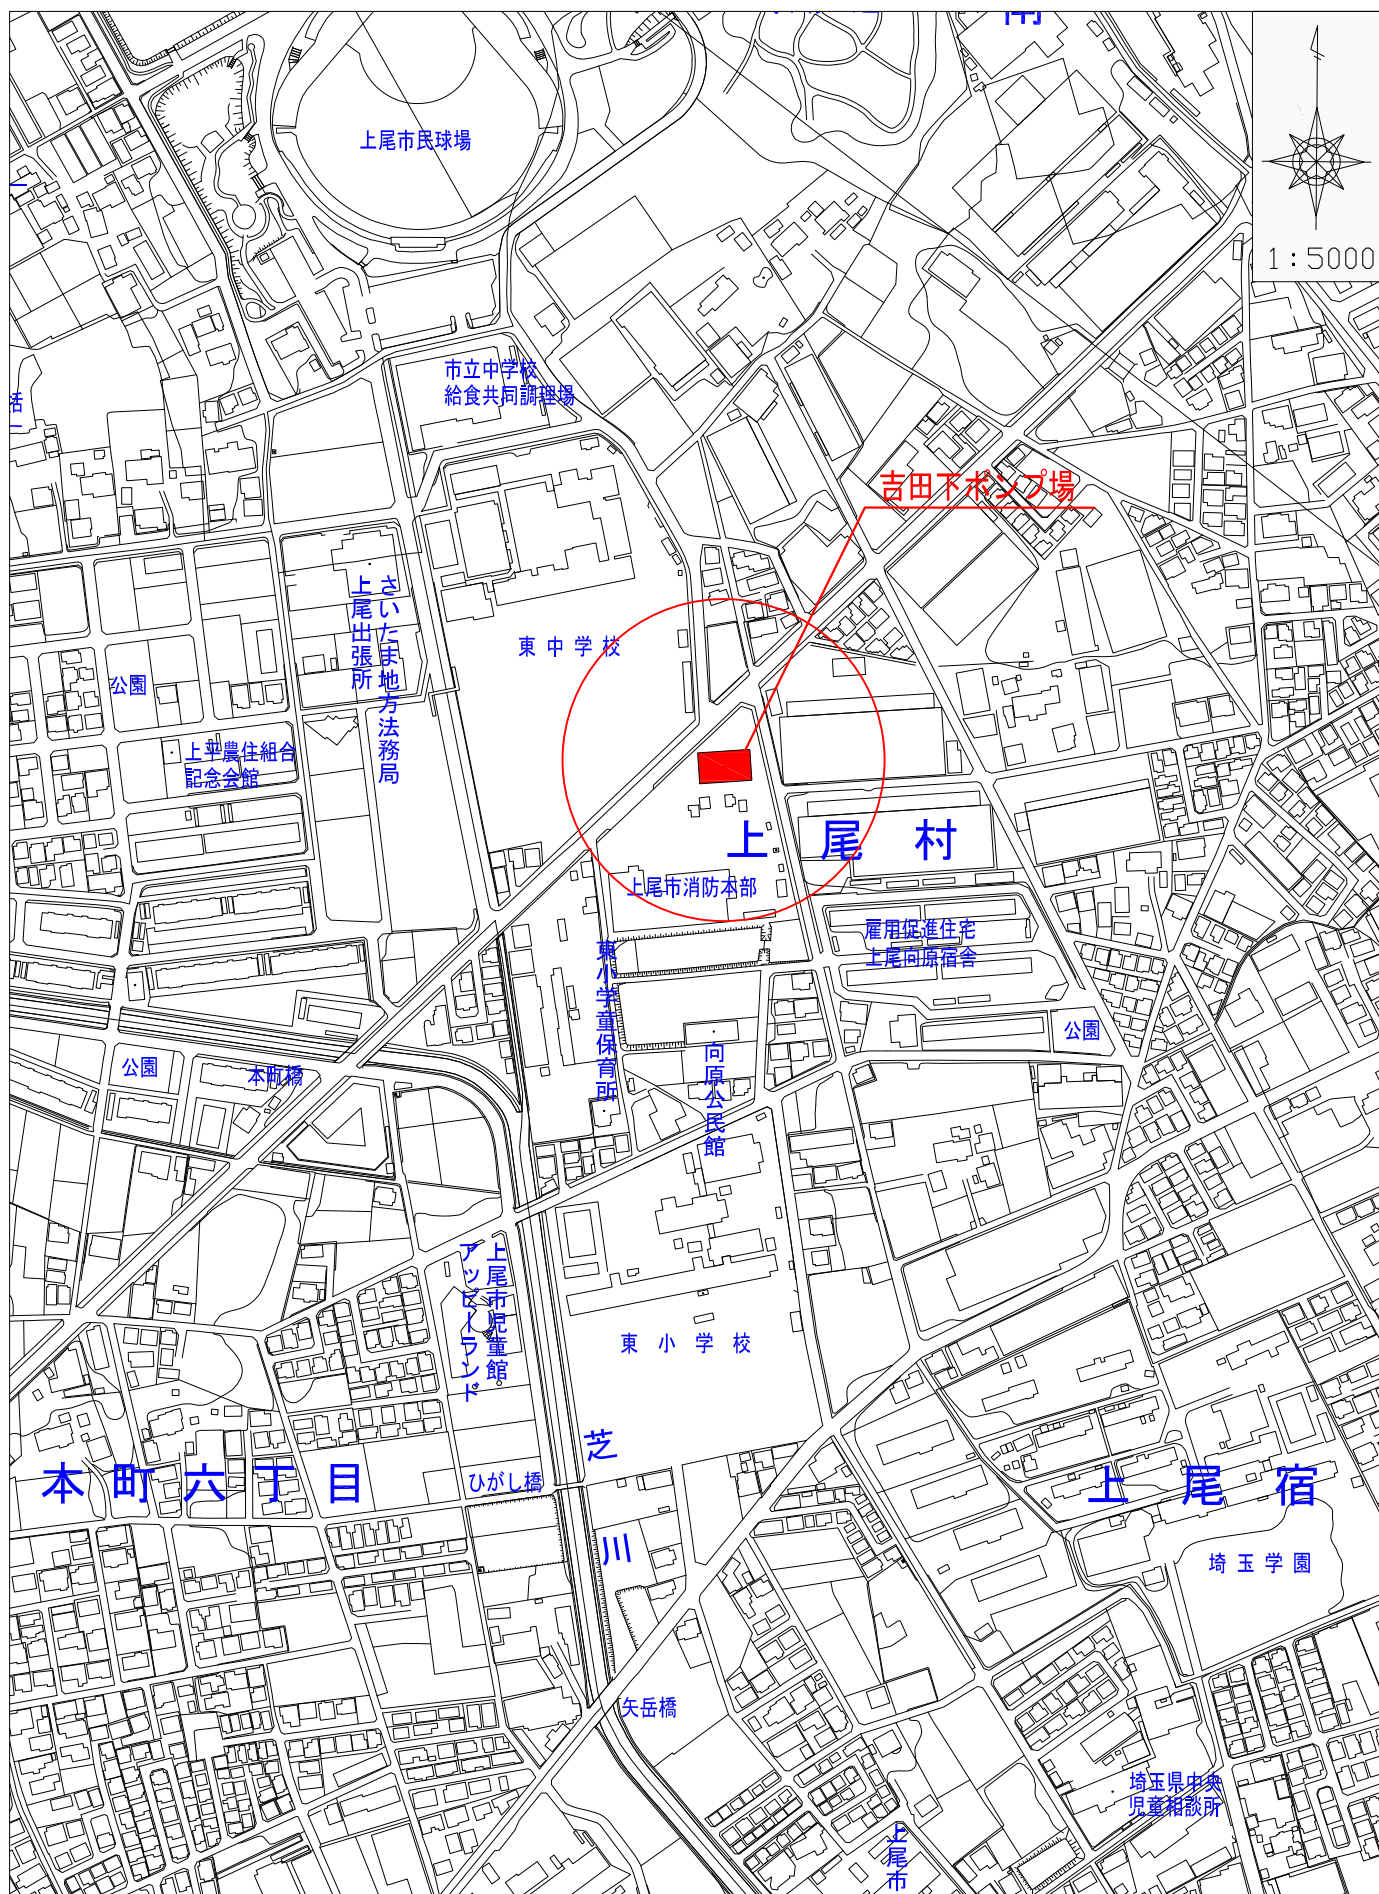 南
上尾市民球場
1:5000
市立中学校
給食共同調理場
吉田下ポンプ場
さいたま地方法務局
上尾出張所
東中学校
公園
上平農住組合
記念会館
上尾村
上尾市消防本部
雇用促進住宅
上尾向原宿舎
東小学童保育所
公園
向原公民館
公園
本町橋
上尾市児童館
アッピーランド
東小学校
芝川
本町六丁目
ひがし橋
上尾宿
埼玉学園
矢岳橋
埼玉県中央
児童相談所
上尾市